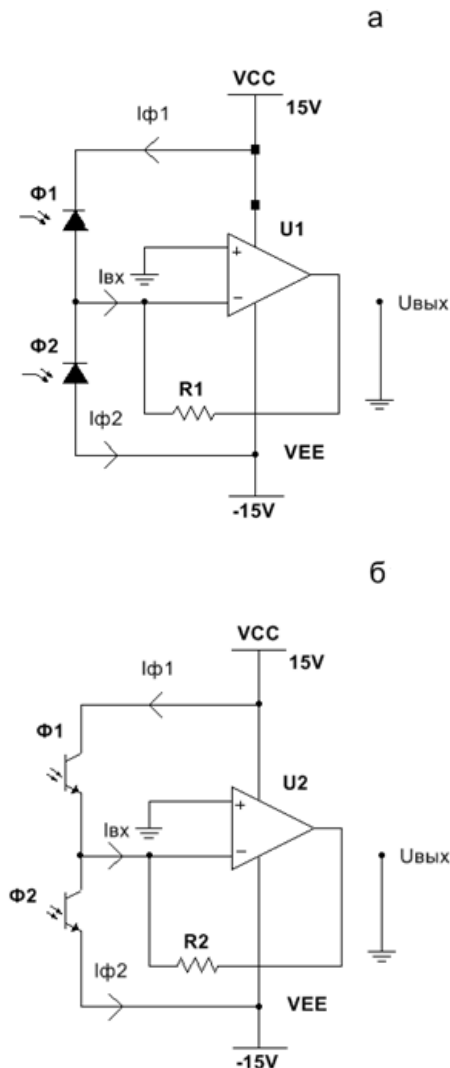 а
VCC
15V
Iф1
Ф1
U1
+
Iвх
−
Uвых
Ф2
R1
Iф2
VEE
-15V
б
VCC
15V
Iф1
Ф1
U2
+
Iвх
−
Uвых
Ф2
R2
Iф2
VEE
-15V